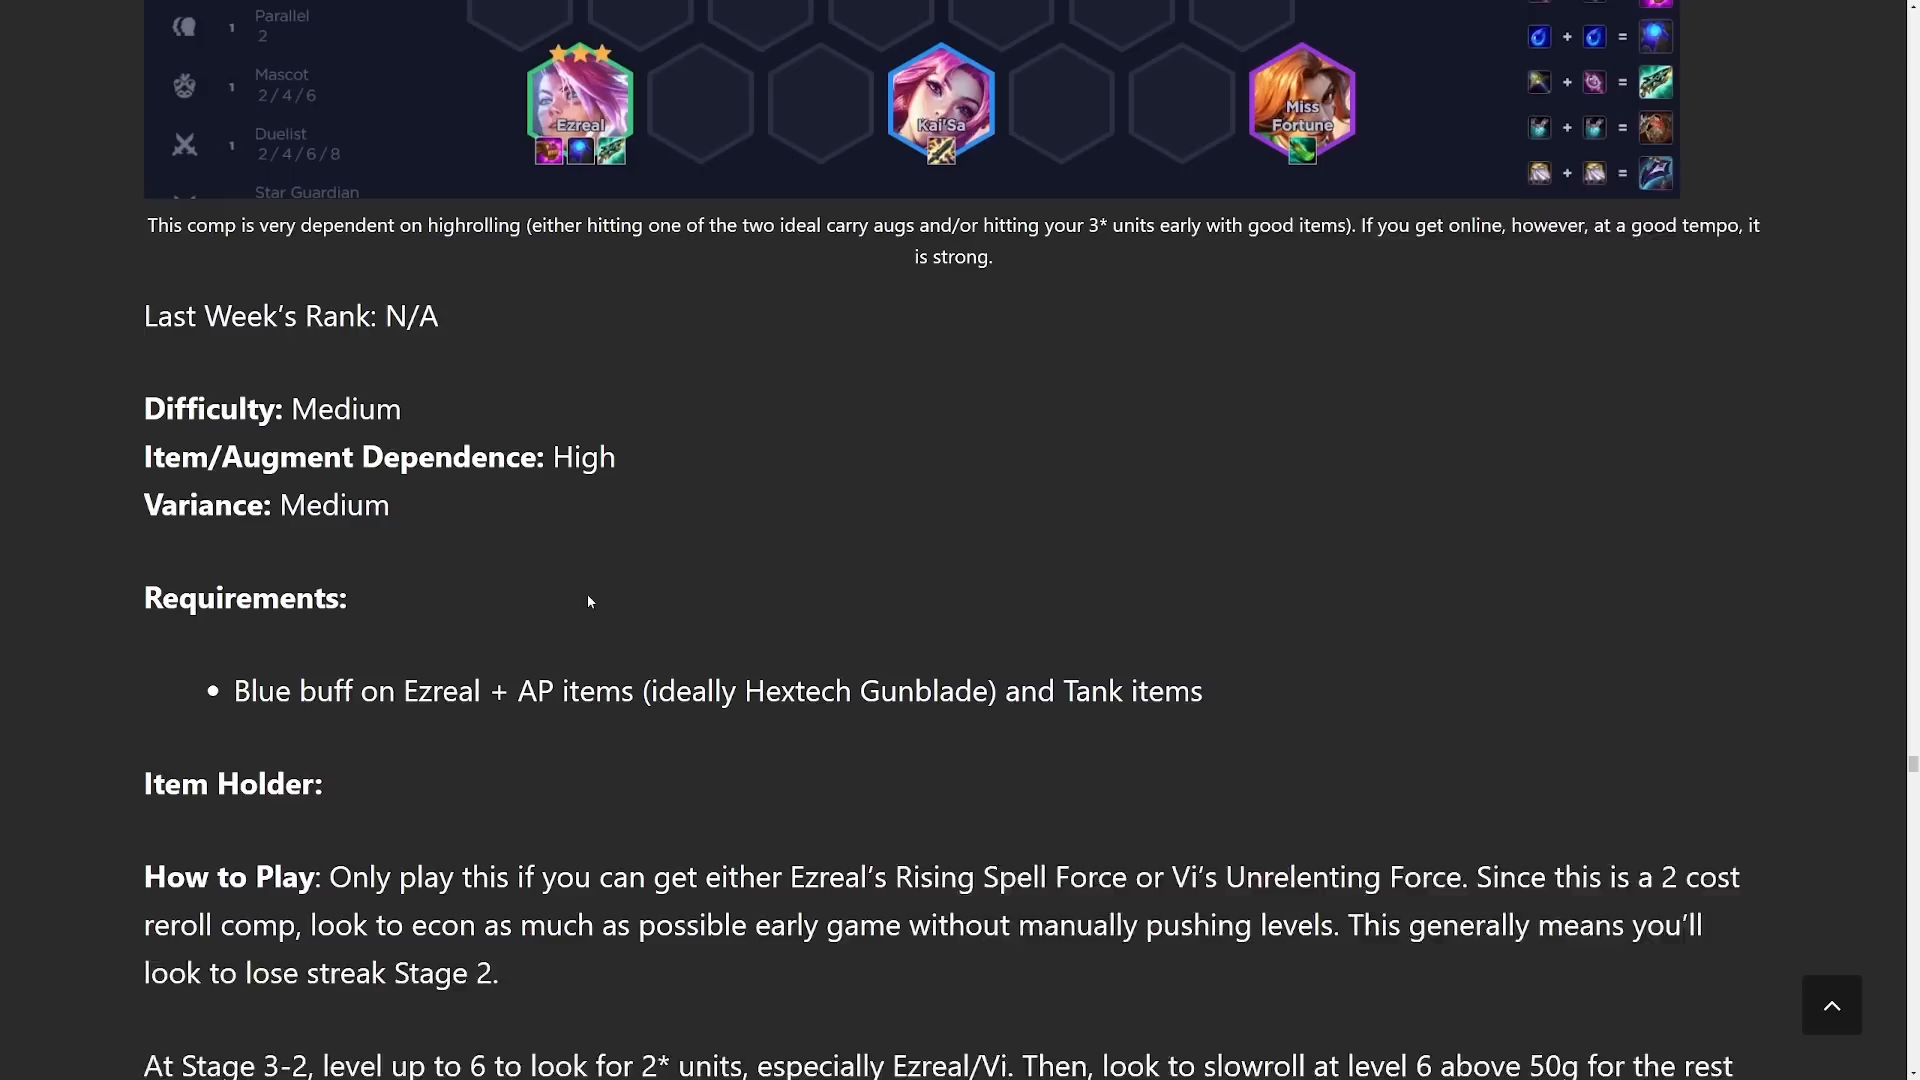 Parallel
1
2
Mascot
1
2 / 4 / 6
Duelist
1
2 / 4 / 6 / 8
Star Guardian
Ezreal
Kai'Sa
Miss
Fortune
+ =
+ =
+ =
+ =
This comp is very dependent on highrolling (either hitting one of the two ideal carry augs and/or hitting your 3* units early with good items). If you get online, however, at a good tempo, it
is strong.
Last Week’s Rank: N/A
Difficulty: Medium
Item/Augment Dependence: High
Variance: Medium
Requirements:
• Blue buff on Ezreal + AP items (ideally Hextech Gunblade) and Tank items
Item Holder:
How to Play: Only play this if you can get either Ezreal’s Rising Spell Force or Vi’s Unrelenting Force. Since this is a 2 cost
reroll comp, look to econ as much as possible early game without manually pushing levels. This generally means you’ll
look to lose streak Stage 2.
At Stage 3-2, level up to 6 to look for 2* units, especially Ezreal/Vi. Then, look to slowroll at level 6 above 50g for the rest